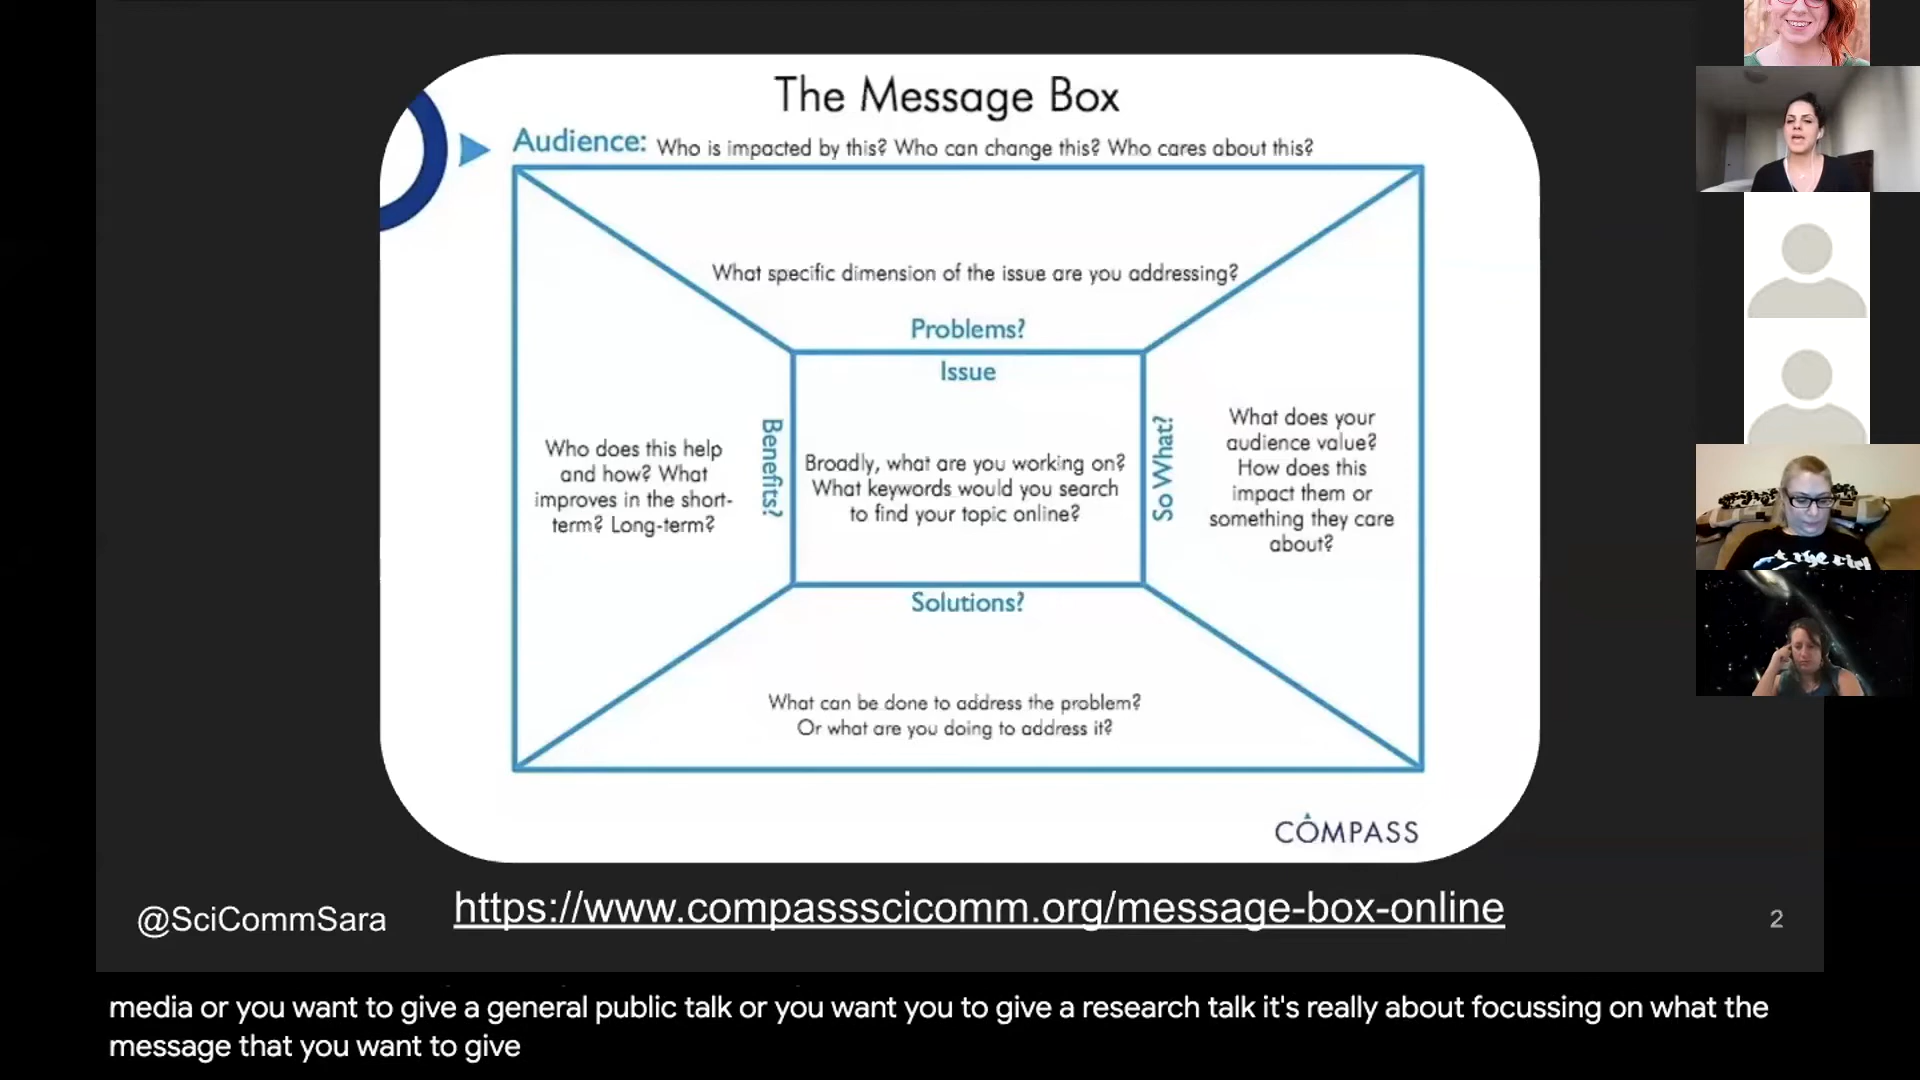 The Message Box
Audience: Who is impacted by this? Who can change this? Who cares about this?
What specific dimension of the issue are you addressing?
Problems?
Issue
Broadly, what are you working on?
What keywords would you search
to find your topic online?
Benefits?
Who does this help
and how? What
improves in the short-
term? Long-term?
So What?
What does your
audience value?
How does this
impact them or
something they care
about?
Solutions?
What can be done to address the problem?
Or what are you doing to address it?
COMPASS
@SciCommSara
https://www.compassscicomm.org/message-box-online
2
media or you want to give a general public talk or you want you to give a research talk it's really about focussing on what the
message that you want to give